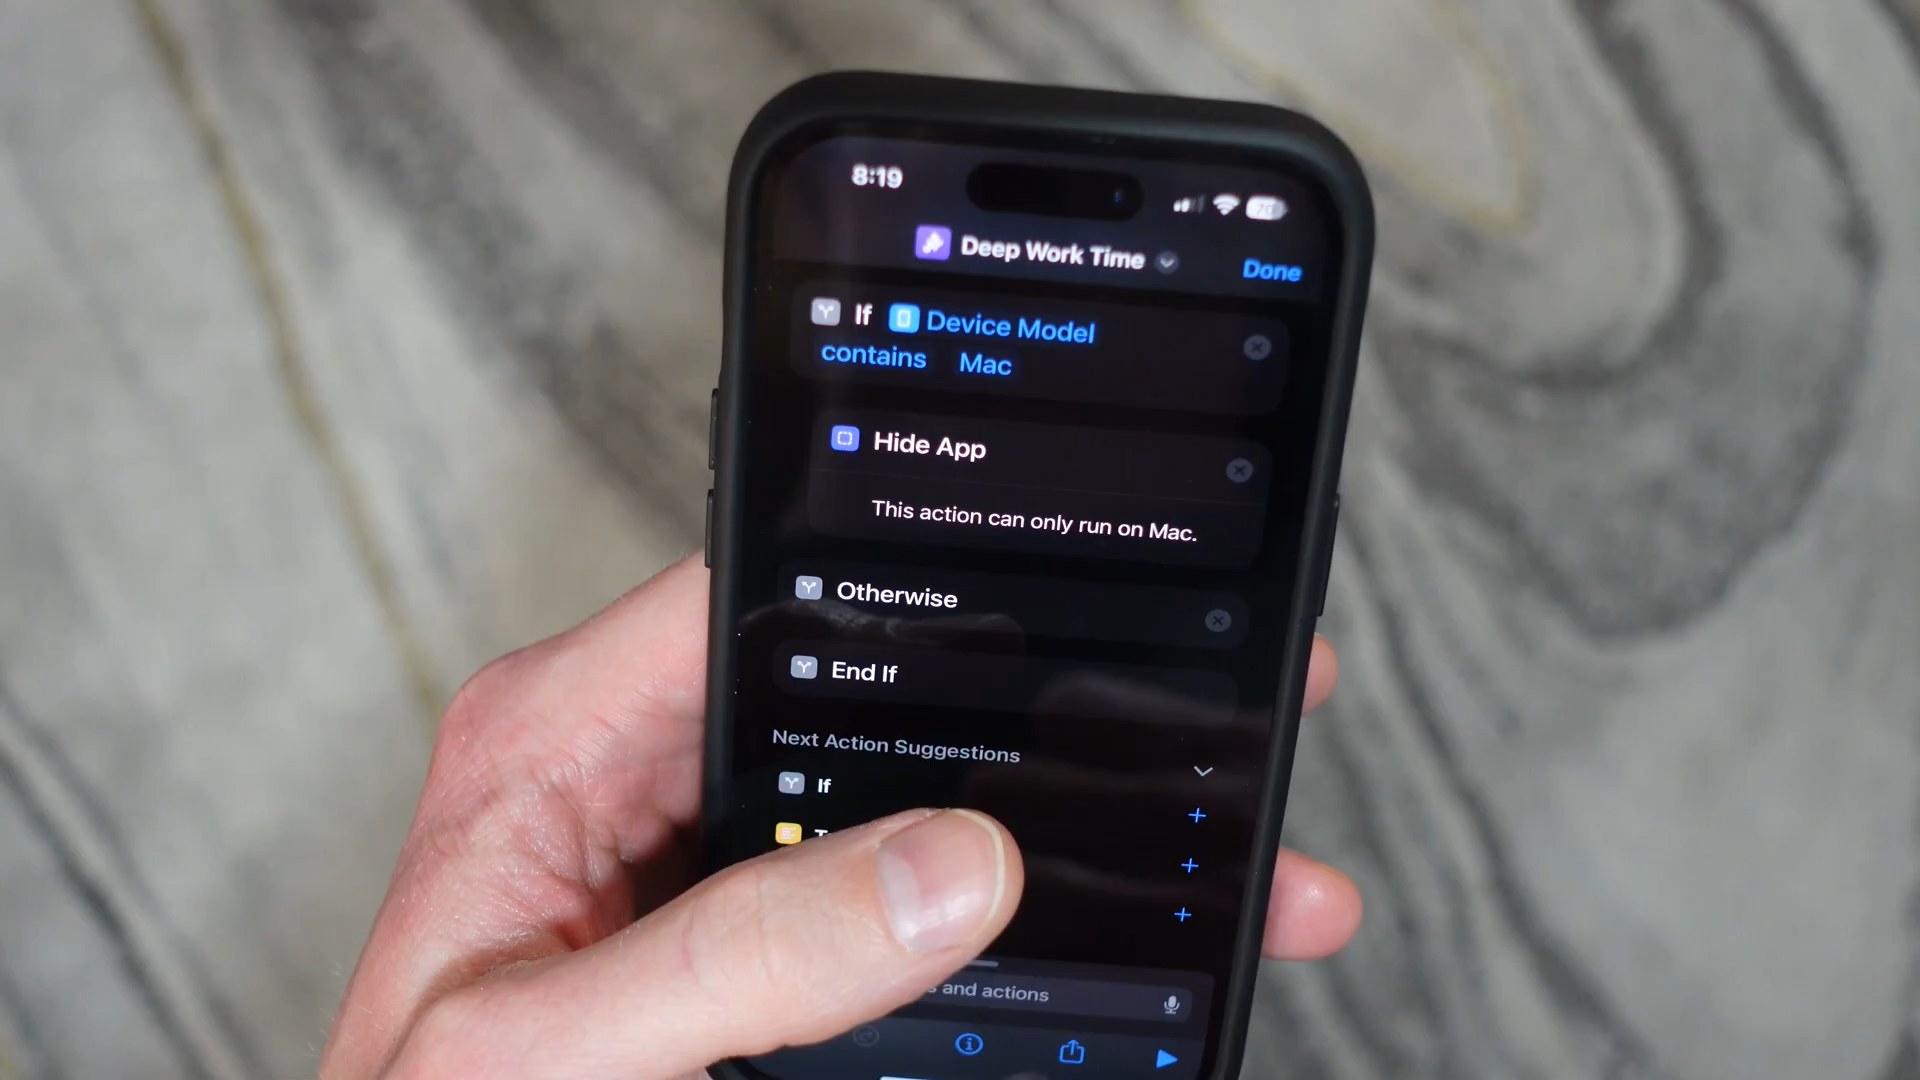 8:19
70
Deep Work Time
Done
If Device Model
contains Mac
Hide App
This action can only run on Mac.
Otherwise
End If
Next Action Suggestions
If
and actions